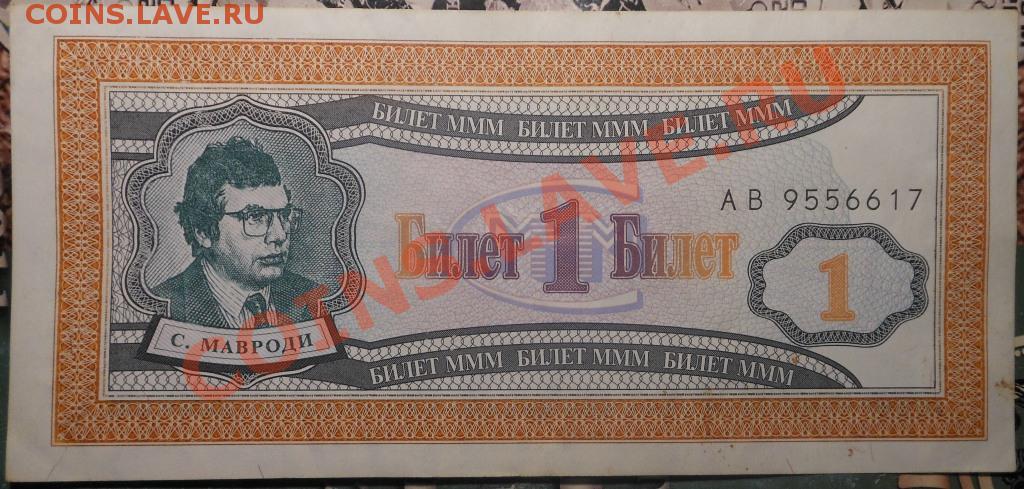 COINS.LAVE.РУ
БИЛЕТ МММ БИЛЕТ МММ БИЛЕТ МММ
АВ 9556617
Билет 1 Билет
1
С. МАВРОДИ
БИЛЕТ МММ БИЛЕТ МММ БИЛЕТ МММ
COINS.LAVE.RU